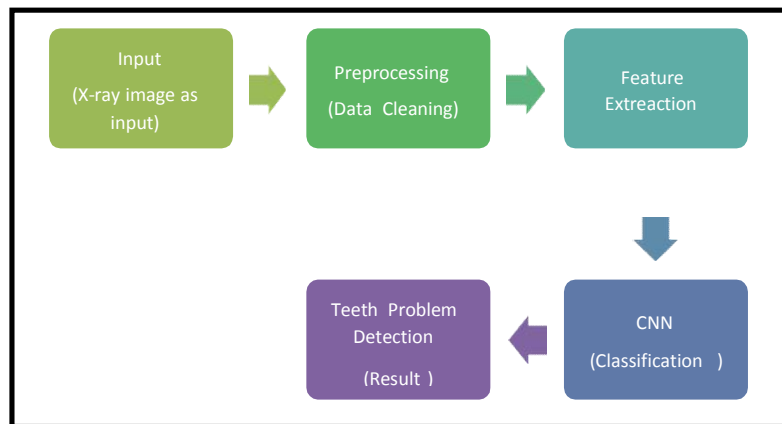 Input
(X-ray image as
input)
Preprocessing
(Data Cleaning)
Feature
Extreaction
CNN
(Classification )
Teeth Problem
Detection
(Result )